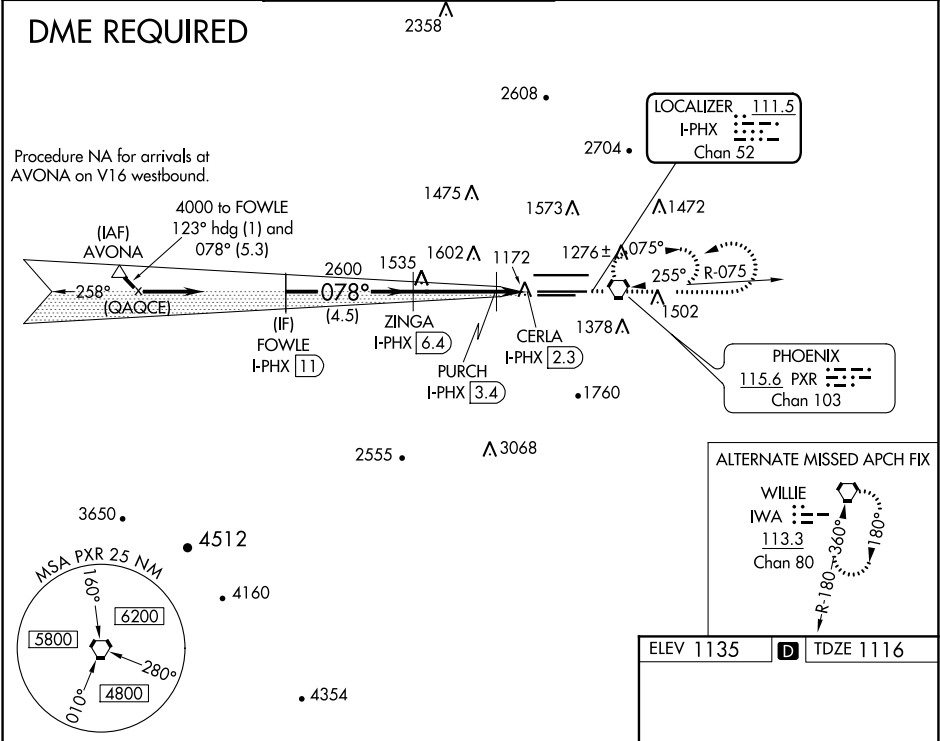 DME REQUIRED
2358
2608
LOCALIZER 111.5
I-PHX
Chan 52
2704
Procedure NA for arrivals at
AVONA on V16 westbound.
4000 to FOWLE
123° hdg (1) and
078° (5.3)
1475
1573
1472
(IAF)
AVONA
1602
1172
1276±
075°
2600
1535
255°
R-075
258°
078°
(QAQCE)
(4.5)
1502
(IF)
FOWLE
I-PHX 11
ZINGA
I-PHX 6.4
CERLA
I-PHX 2.3
1378
PURCH
I-PHX 3.4
PHOENIX
115.6 PXR
Chan 103
1760
2555
3068
ALTERNATE MISSED APCH FIX
WILLIE
IWA
113.3
Chan 80
360°
180°
R-180
3650
4512
MSA PXR 25 NM
160°
6200
5800
280°
010°
4800
4160
4354
ELEV 1135
D
TDZE 1116